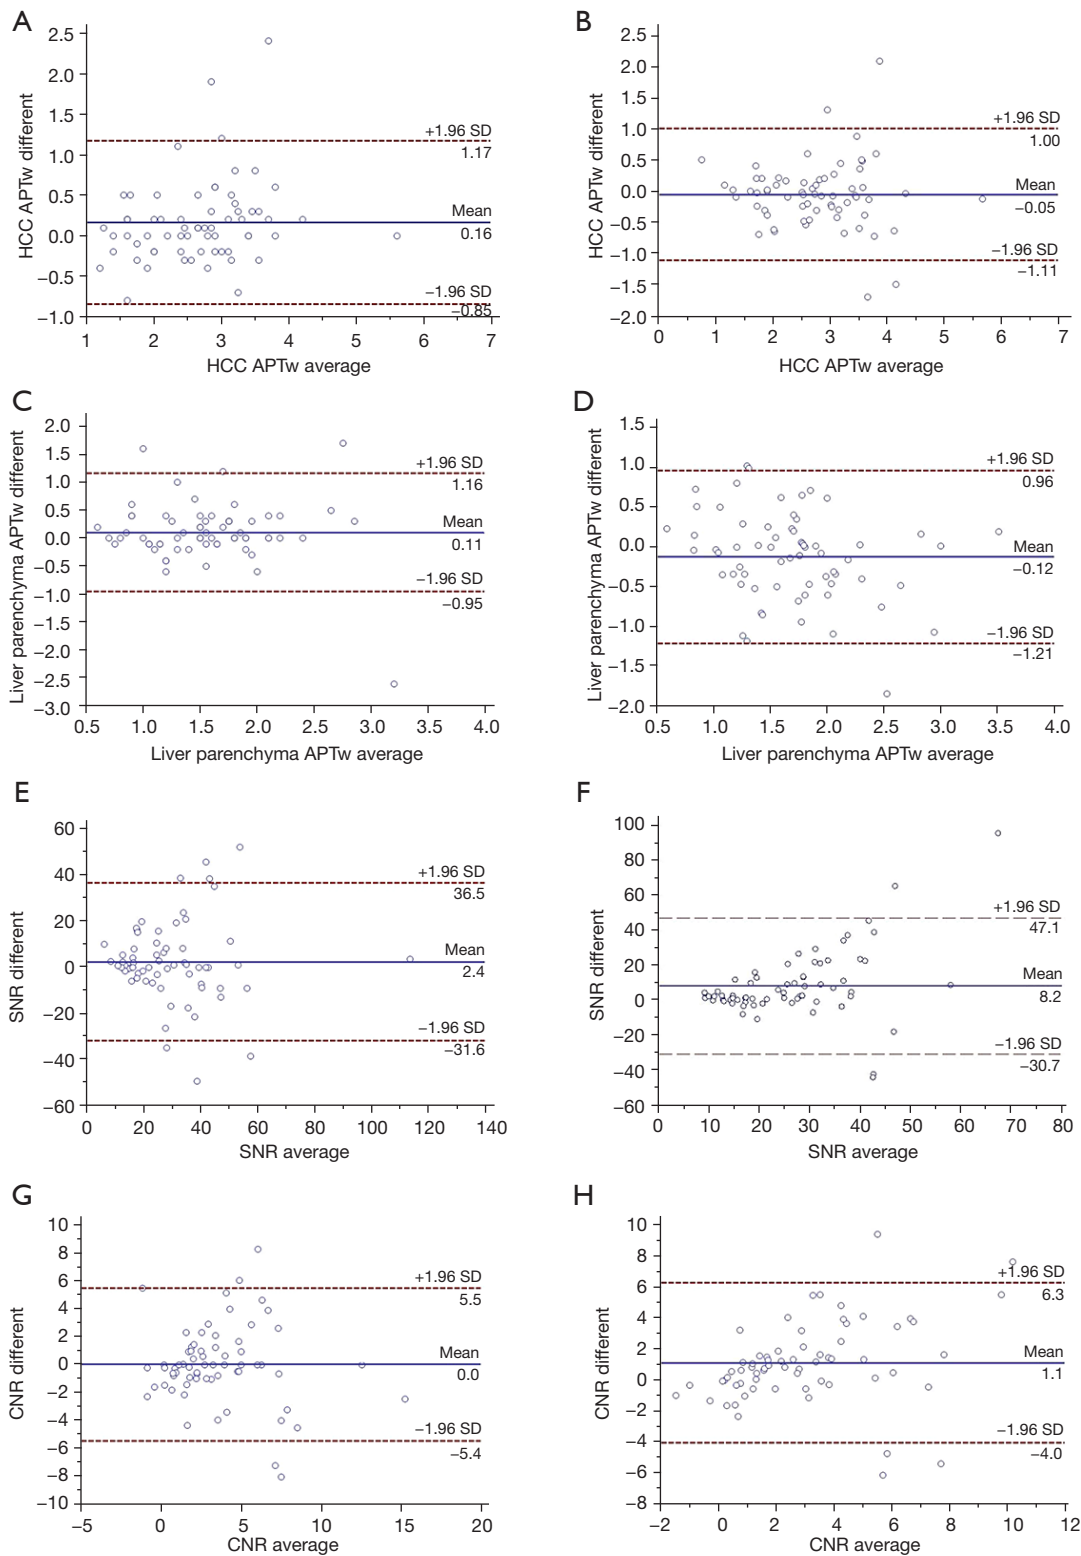 A
2.5
2.0
1.5
1.0
0.5
0.0
−0.5
−1.0
HCC APTw different
+1.96 SD
1.17
Mean
0.16
−1.96 SD
−0.85
1 2 3 4 5 6 7
HCC APTw average
B
2.5
2.0
1.5
1.0
0.5
0.0
−0.5
−1.0
−1.5
−2.0
HCC APTw different
+1.96 SD
1.00
Mean
−0.05
−1.96 SD
−1.11
0 1 2 3 4 5 6 7
HCC APTw average
C
2.0
1.5
1.0
0.5
0.0
−0.5
−1.0
−1.5
−2.0
−2.5
−3.0
Liver parenchyma APTw different
+1.96 SD
1.16
Mean
0.11
−1.96 SD
−0.95
0.5 1.0 1.5 2.0 2.5 3.0 3.5 4.0
Liver parenchyma APTw average
D
1.5
1.0
0.5
0.0
−0.5
−1.0
−1.5
−2.0
Liver parenchyma APTw different
+1.96 SD
0.96
Mean
−0.12
−1.96 SD
−1.21
0.5 1.0 1.5 2.0 2.5 3.0 3.5 4.0
Liver parenchyma APTw average
E
60
40
20
0
−20
−40
−60
SNR different
+1.96 SD
36.5
Mean
2.4
−1.96 SD
−31.6
0 20 40 60 80 100 120 140
SNR average
F
100
80
60
40
20
0
−20
−40
−60
SNR different
+1.96 SD
47.1
Mean
8.2
−1.96 SD
−30.7
0 10 20 30 40 50 60 70 80
SNR average
G
10
8
6
4
2
0
−2
−4
−6
−8
−10
CNR different
+1.96 SD
5.5
Mean
0.0
−1.96 SD
−5.4
−5 0 5 10 15 20
CNR average
H
10
8
6
4
2
0
−2
−4
−6
−8
CNR different
+1.96 SD
6.3
Mean
1.1
−1.96 SD
−4.0
−2 0 2 4 6 8 10 12
CNR average